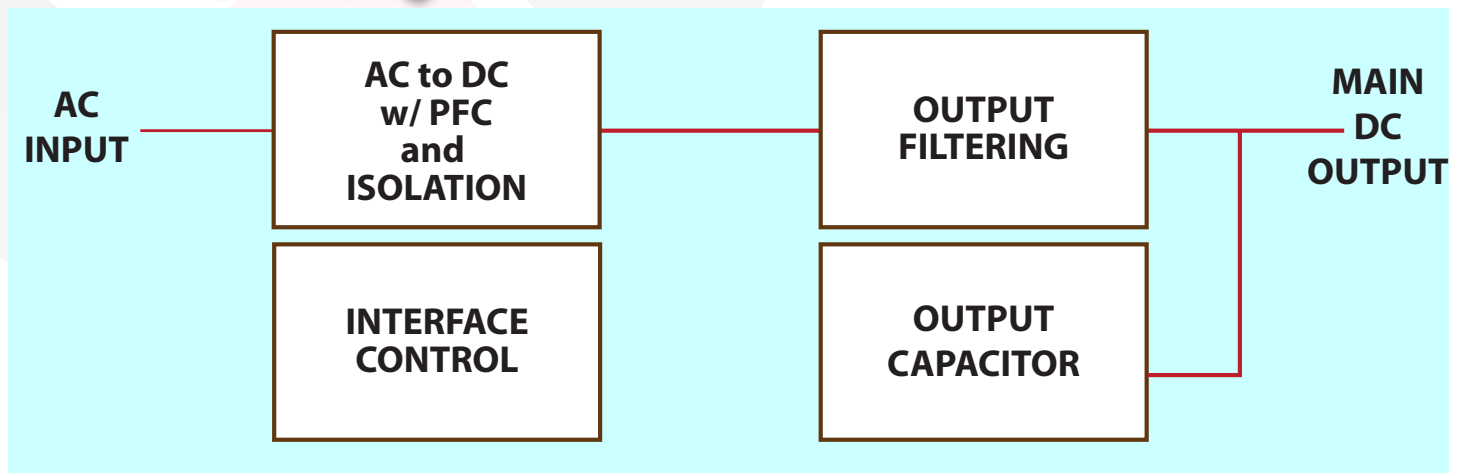 AC
INPUT
AC to DC
w/ PFC
and
ISOLATION
OUTPUT
FILTERING
MAIN
DC
OUTPUT
INTERFACE
CONTROL
OUTPUT
CAPACITOR